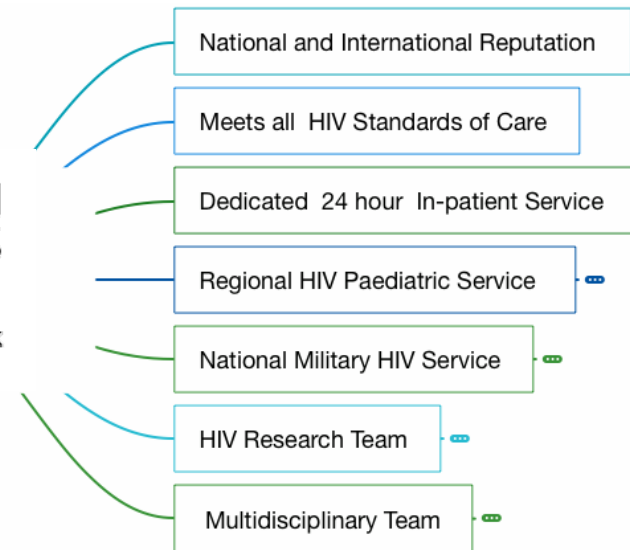 National and International Reputation
Meets all  HIV Standards of Care
Dedicated  24 hour  In-patient Service
Regional HIV Paediatric Service
National Military HIV Service
HIV Research Team
Multidisciplinary Team